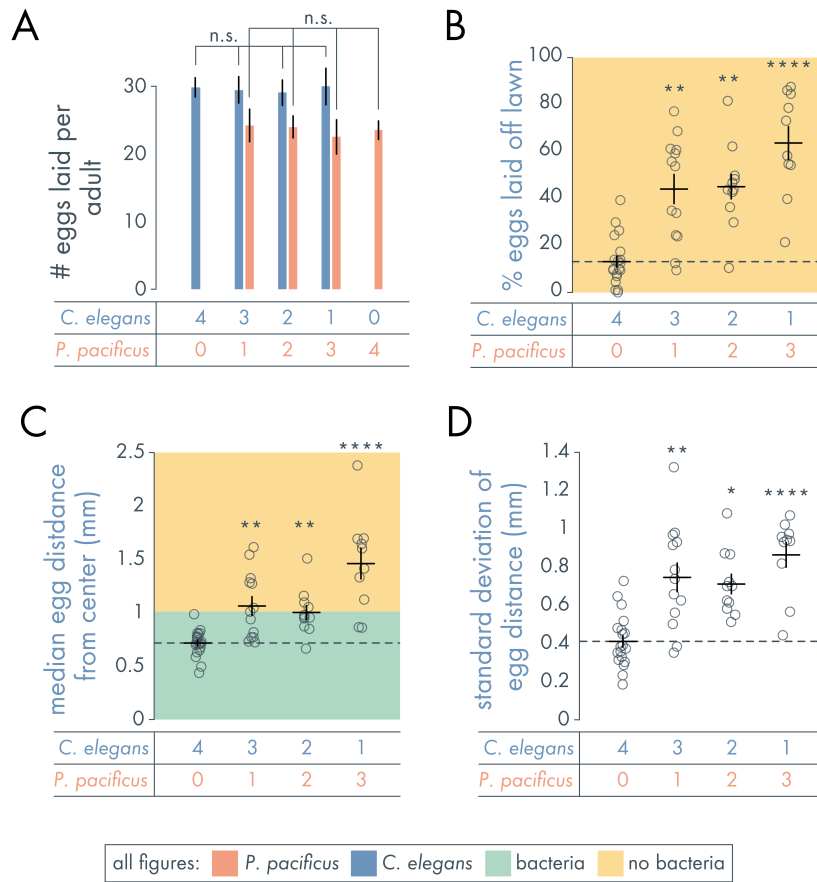 A
n.s.
n.s.
# eggs laid per
adult
30
20
10
0
C. elegans 4 3 2 1 0
P. pacificus 0 1 2 3 4
B
% eggs laid off lawn
100
80
60
40
20
0
** ** ****
C. elegans 4 3 2 1
P. pacificus 0 1 2 3
C
median egg distdance
from center (mm)
2.5
2
1.5
1
0.5
0
** ** ****
C. elegans 4 3 2 1
P. pacificus 0 1 2 3
D
standard deviation of
egg distance (mm)
1.4
1.2
1
0.8
0.6
0.4
0.2
0
** * ****
C. elegans 4 3 2 1
P. pacificus 0 1 2 3
all figures: P. pacificus C. elegans bacteria no bacteria